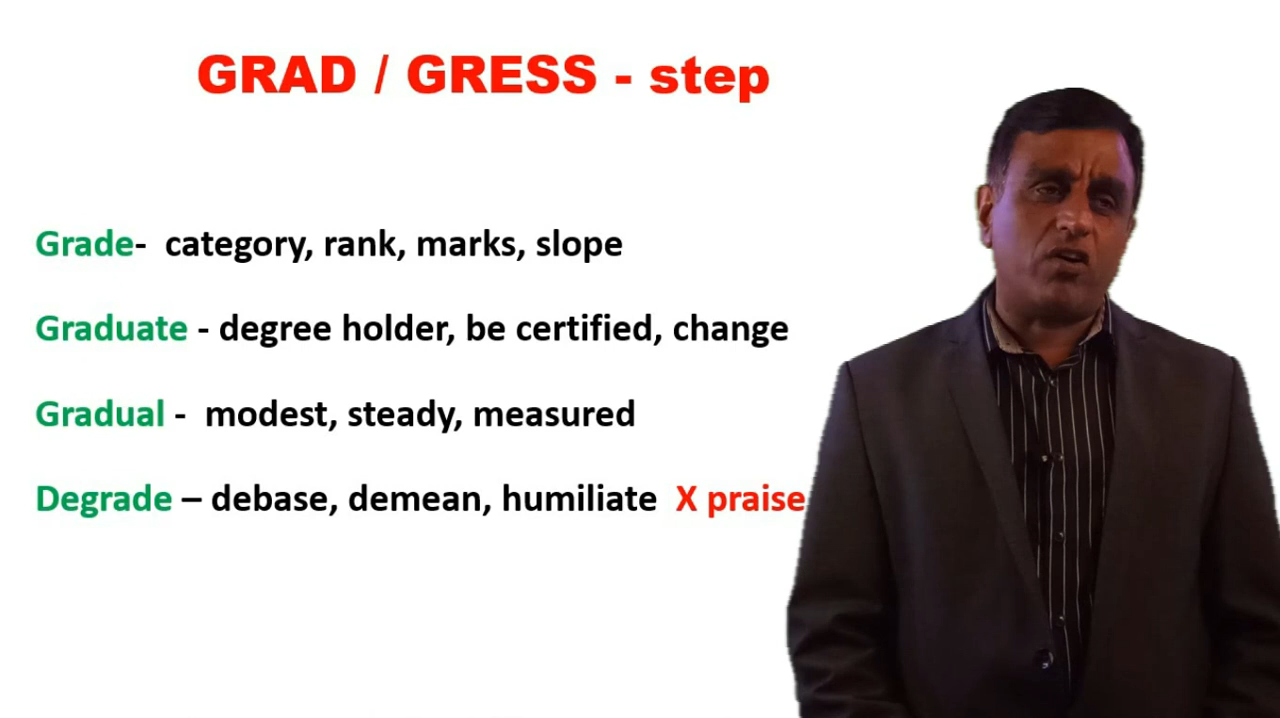 GRAD / GRESS - step
Grade-  category, rank, marks, slope
Graduate - degree holder, be certified, change
Gradual -  modest, steady, measured
Degrade – debase, demean, humiliate  X praise